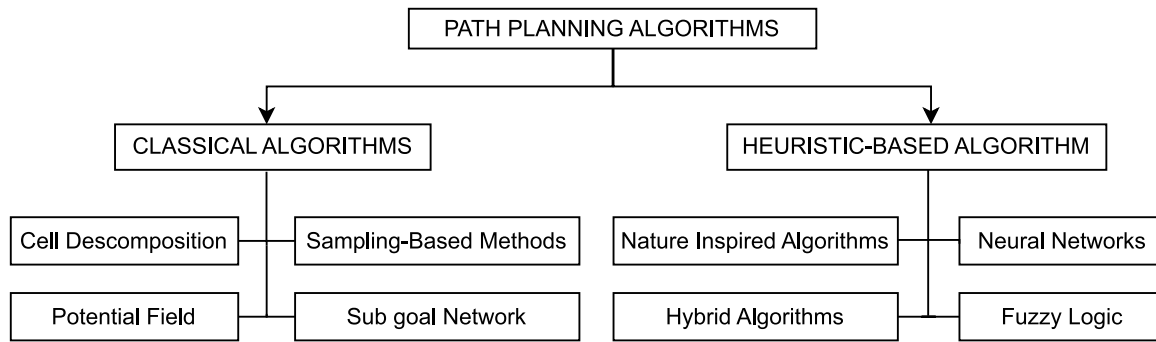 PATH PLANNING ALGORITHMS
CLASSICAL ALGORITHMS
HEURISTIC-BASED ALGORITHM
Cell Descomposition
Sampling-Based Methods
Nature Inspired Algorithms
Neural Networks
Potential Field
Sub goal Network
Hybrid Algorithms
Fuzzy Logic